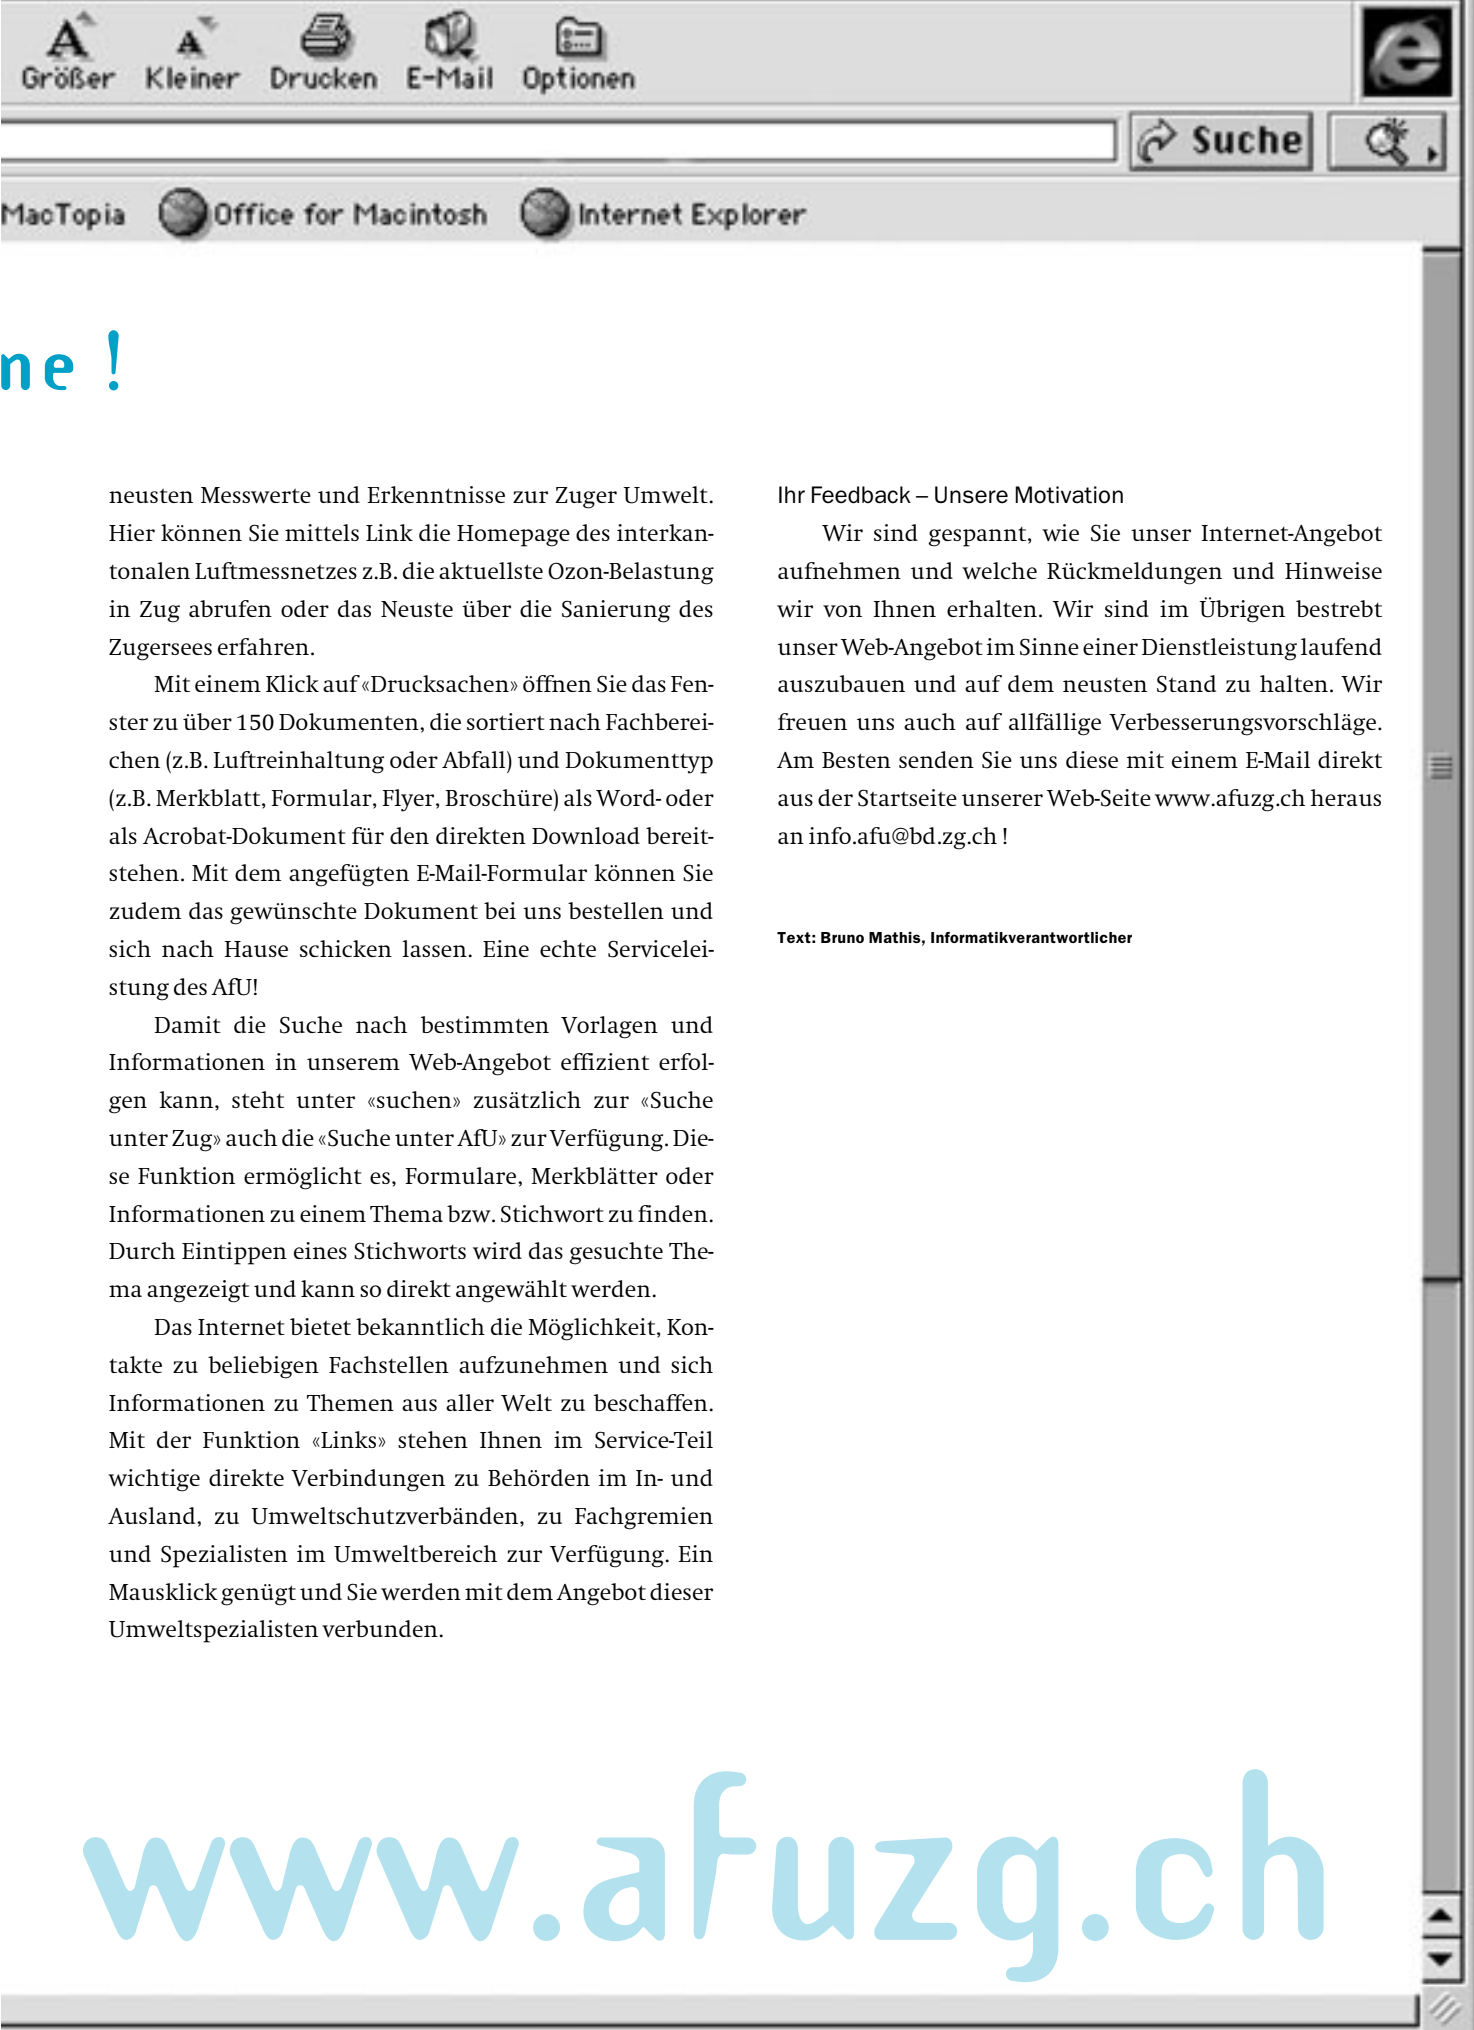 Größer Kleiner Drucken E-Mail Optionen
Suche
MacTopia Office for Macintosh Internet Explorer
ne !
neusten Messwerte und Erkenntnisse zur Zuger Umwelt.
Hier können Sie mittels Link die Homepage des interkan-
tonalen Luftmessnetzes z.B. die aktuellste Ozon-Belastung
in Zug abrufen oder das Neuste über die Sanierung des
Zugersees erfahren.
Mit einem Klick auf «Drucksachen» öffnen Sie das Fen-
ster zu über 150 Dokumenten, die sortiert nach Fachberei-
chen (z.B. Luftreinhaltung oder Abfall) und Dokumenttyp
(z.B. Merkblatt, Formular, Flyer, Broschüre) als Word- oder
als Acrobat-Dokument für den direkten Download bereit-
stehen. Mit dem angefügten E-Mail-Formular können Sie
zudem das gewünschte Dokument bei uns bestellen und
sich nach Hause schicken lassen. Eine echte Servicelei-
stung des AfU!
Damit die Suche nach bestimmten Vorlagen und
Informationen in unserem Web-Angebot effizient erfol-
gen kann, steht unter «suchen» zusätzlich zur «Suche
unter Zug» auch die «Suche unter AfU» zur Verfügung. Die-
se Funktion ermöglicht es, Formulare, Merkblätter oder
Informationen zu einem Thema bzw. Stichwort zu finden.
Durch Eintippen eines Stichworts wird das gesuchte The-
ma angezeigt und kann so direkt angewählt werden.
Das Internet bietet bekanntlich die Möglichkeit, Kon-
takte zu beliebigen Fachstellen aufzunehmen und sich
Informationen zu Themen aus aller Welt zu beschaffen.
Mit der Funktion «Links» stehen Ihnen im Service-Teil
wichtige direkte Verbindungen zu Behörden im In- und
Ausland, zu Umweltschutzverbänden, zu Fachgremien
und Spezialisten im Umweltbereich zur Verfügung. Ein
Mausklick genügt und Sie werden mit dem Angebot dieser
Umweltspezialisten verbunden.
Ihr Feedback – Unsere Motivation
Wir sind gespannt, wie Sie unser Internet-Angebot
aufnehmen und welche Rückmeldungen und Hinweise
wir von Ihnen erhalten. Wir sind im Übrigen bestrebt
unser Web-Angebot im Sinne einer Dienstleistung laufend
auszubauen und auf dem neusten Stand zu halten. Wir
freuen uns auch auf allfällige Verbesserungsvorschläge.
Am Besten senden Sie uns diese mit einem E-Mail direkt
aus der Startseite unserer Web-Seite www.afuzg.ch heraus
an info.afu@bd.zg.ch !
Text: Bruno Mathis, Informatikverantwortlicher
www.afuzg.ch